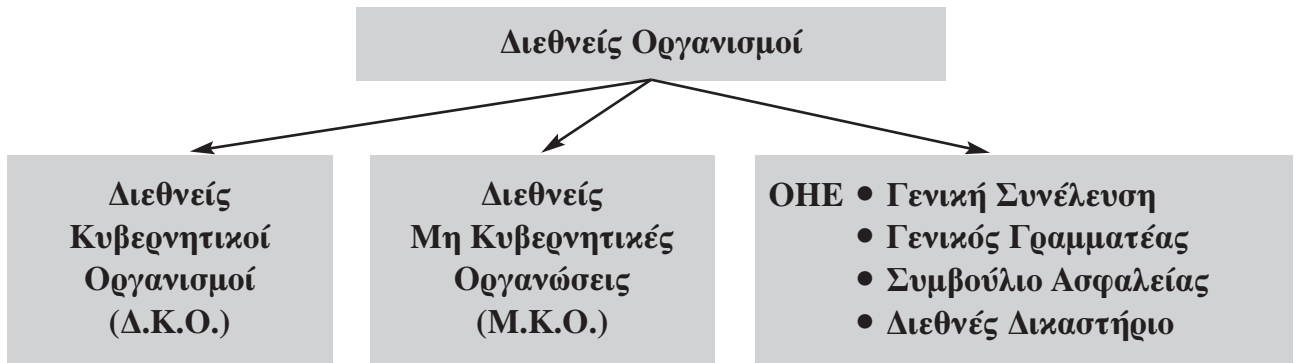 Διεθνείς Οργανισμοί
Διεθνείς
Κυβερνητικοί
Οργανισμοί
(Δ.Κ.Ο.)
Διεθνείς
Μη Κυβερνητικές
Οργανώσεις
(Μ.Κ.Ο.)
ΟΗΕ • Γενική Συνέλευση
• Γενικός Γραμματέας
• Συμβούλιο Ασφαλείας
• Διεθνές Δικαστήριο